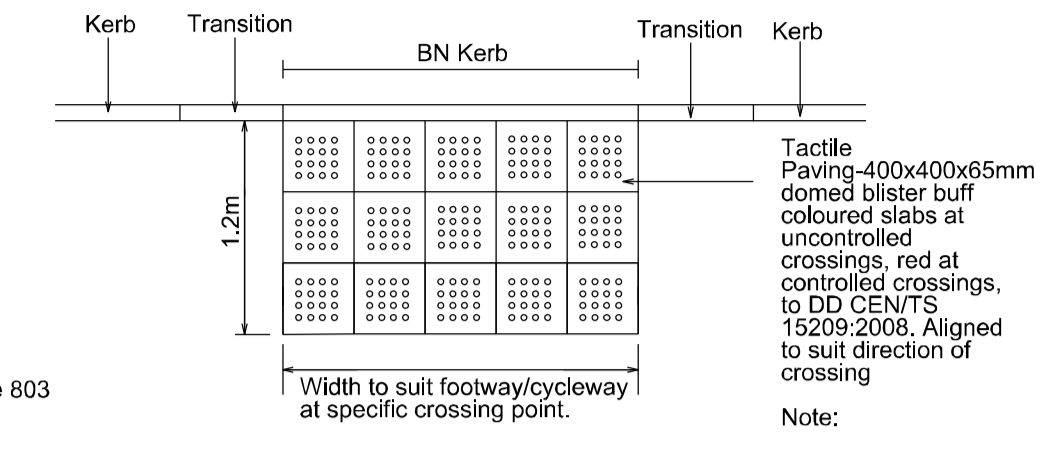 Kerb
Transition
BN Kerb
Transition
Kerb
1.2m
Tactile
Paving-400x400x65mm
domed blister buff
coloured slabs at
uncontrolled
crossings, red at
controlled crossings,
to DD CEN/TS
15209:2008. Aligned
to suit direction of
crossing
Note:
Width to suit footway/cycleway
at specific crossing point.
803